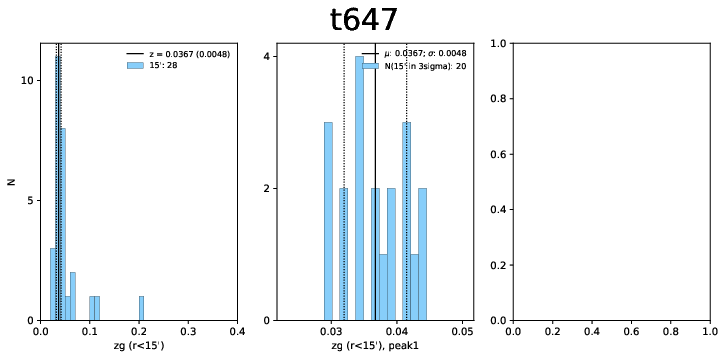 t647
z = 0.0367 (0.0048)
15': 28
N
10
5
0
0.0 0.1 0.2 0.3 0.4
zg (r<15')
μ: 0.0367; σ: 0.0048
N(15' in 3sigma): 20
4
2
0
0.03 0.04 0.05
zg (r<15'), peak1
1.0
0.8
0.6
0.4
0.2
0.0
0.0 0.2 0.4 0.6 0.8 1.0